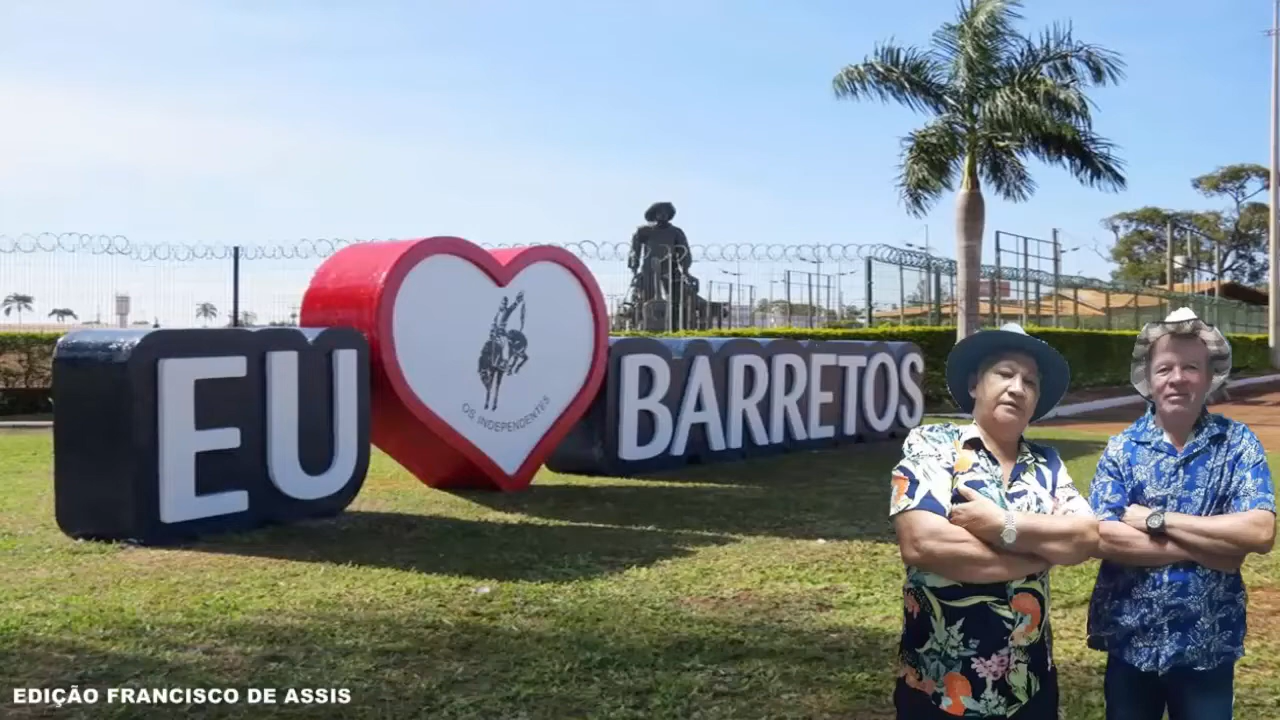 EU BARRETOS
OS INDEPENDENTES
EDIÇÃO FRANCISCO DE ASSIS